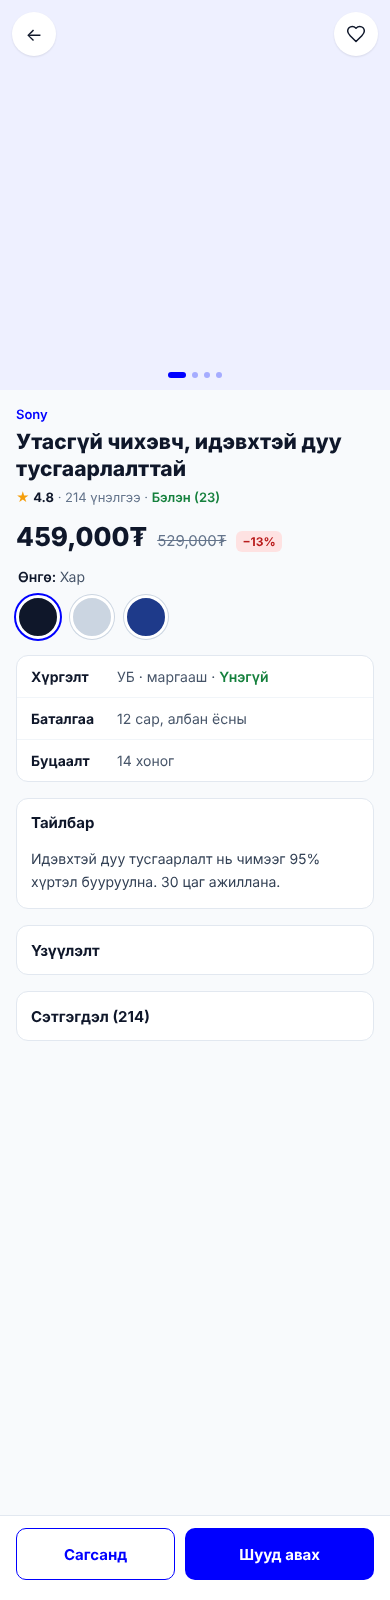 Sony
Утасгүй чихэвч, идэвхтэй дуу
тусгаарлалттай
★ 4.8 · 214 үнэлгээ · Бэлэн (23)
459,000₮ 529,000₮ −13%
Өнгө: Хар
Хүргэлт УБ · маргааш · Үнэгүй
Баталгаа 12 сар, албан ёсны
Буцаалт 14 хоног
Тайлбар
Идэвхтэй дуу тусгаарлалт нь чимээг 95%
хүртэл бууруулна. 30 цаг ажиллана.
Үзүүлэлт
Сэтгэгдэл (214)
Сагсанд Шууд авах